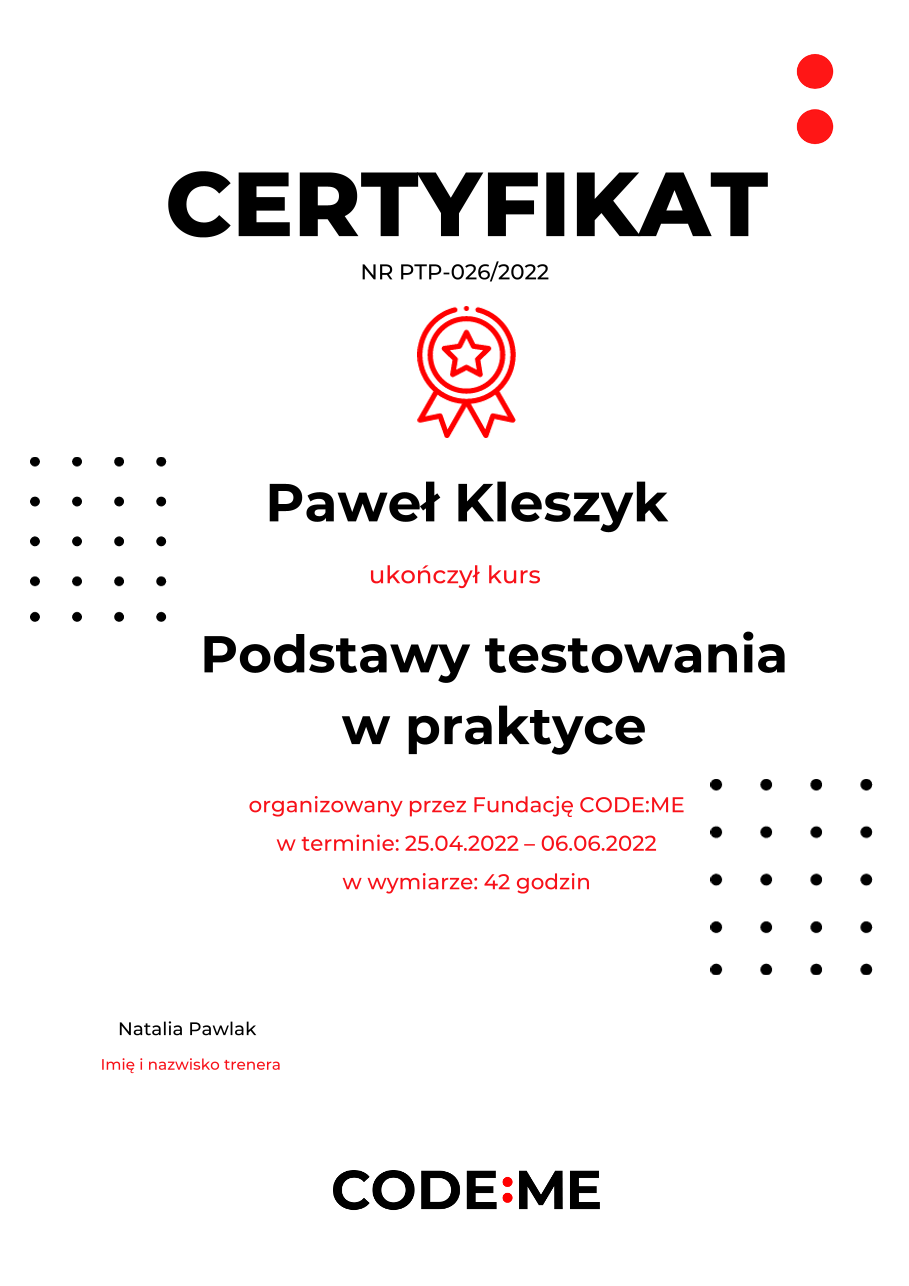 CERTYFIKAT
NR PTP-026/2022
Paweł Kleszyk
ukończył kurs
Podstawy testowania
w praktyce
organizowany przez Fundację CODE:ME
w terminie: 25.04.2022 – 06.06.2022
w wymiarze: 42 godzin
Natalia Pawlak
Imię i nazwisko trenera
CODE:ME